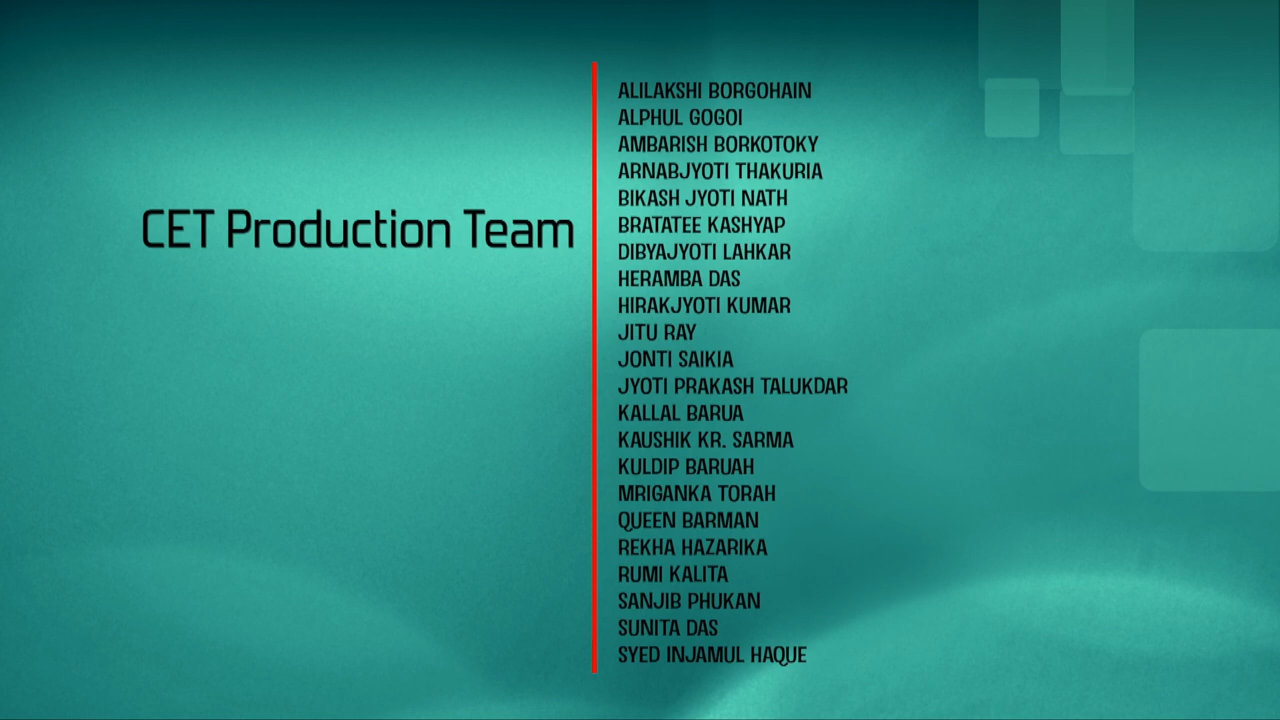 CET Production Team
ALILAKSHI BORGOHAIN
ALPHUL GOGOI
AMBARISH BORKOTOKY
ARNABJYOTI THAKURIA
BIKASH JYOTI NATH
BRATATEE KASHYAP
DIBYAJYOTI LAHKAR
HERAMBA DAS
HIRAKJYOTI KUMAR
JITU RAY
JONTI SAIKIA
JYOTI PRAKASH TALUKDAR
KALLAL BARUA
KAUSHIK KR. SARMA
KULDIP BARUAH
MRIGANKA TORAH
QUEEN BARMAN
REKHA HAZARIKA
RUMI KALITA
SANJIB PHUKAN
SUNITA DAS
SYED INJAMUL HAQUE